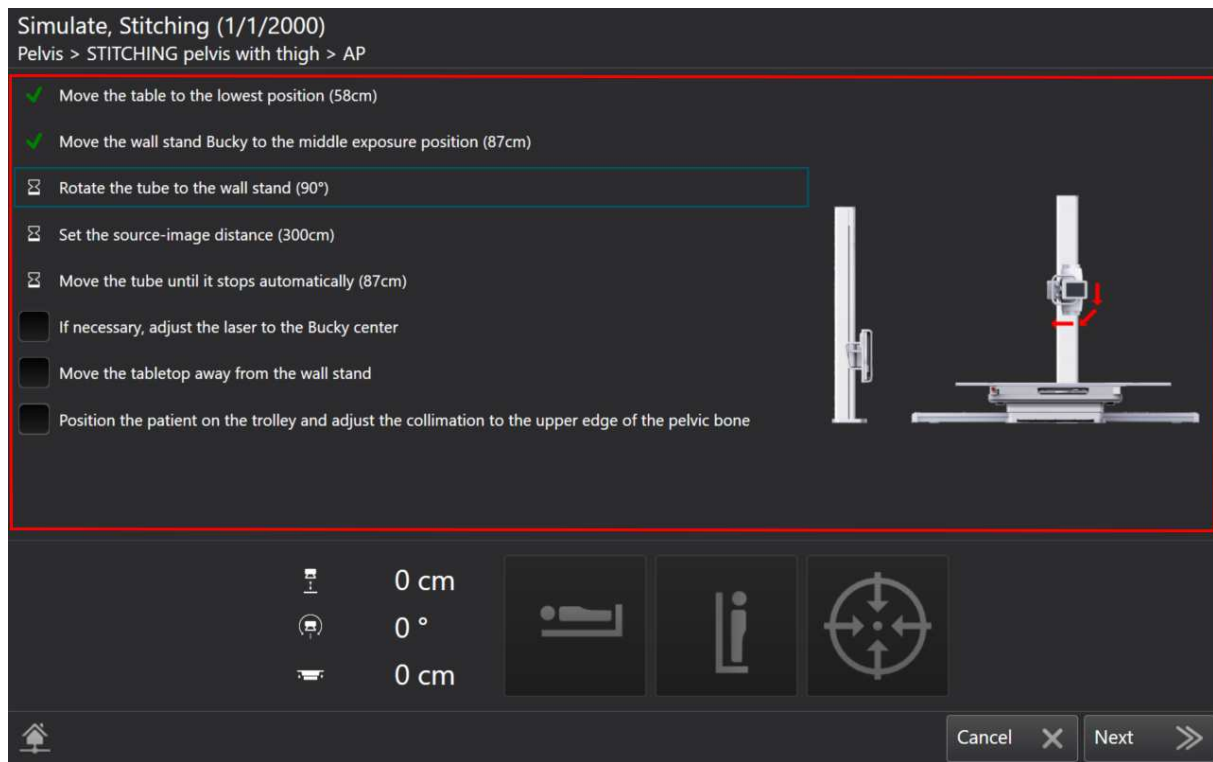 Simulate, Stitching (1/1/2000)
Pelvis > STITCHING pelvis with thigh > AP
Move the table to the lowest position (58cm)
Move the wall stand Bucky to the middle exposure position (87cm)
Rotate the tube to the wall stand (90°)
Set the source-image distance (300cm)
Move the tube until it stops automatically (87cm)
If necessary, adjust the laser to the Bucky center
Move the tabletop away from the wall stand
Position the patient on the trolley and adjust the collimation to the upper edge of the pelvic bone
0 cm
0 °
0 cm
Cancel
Next